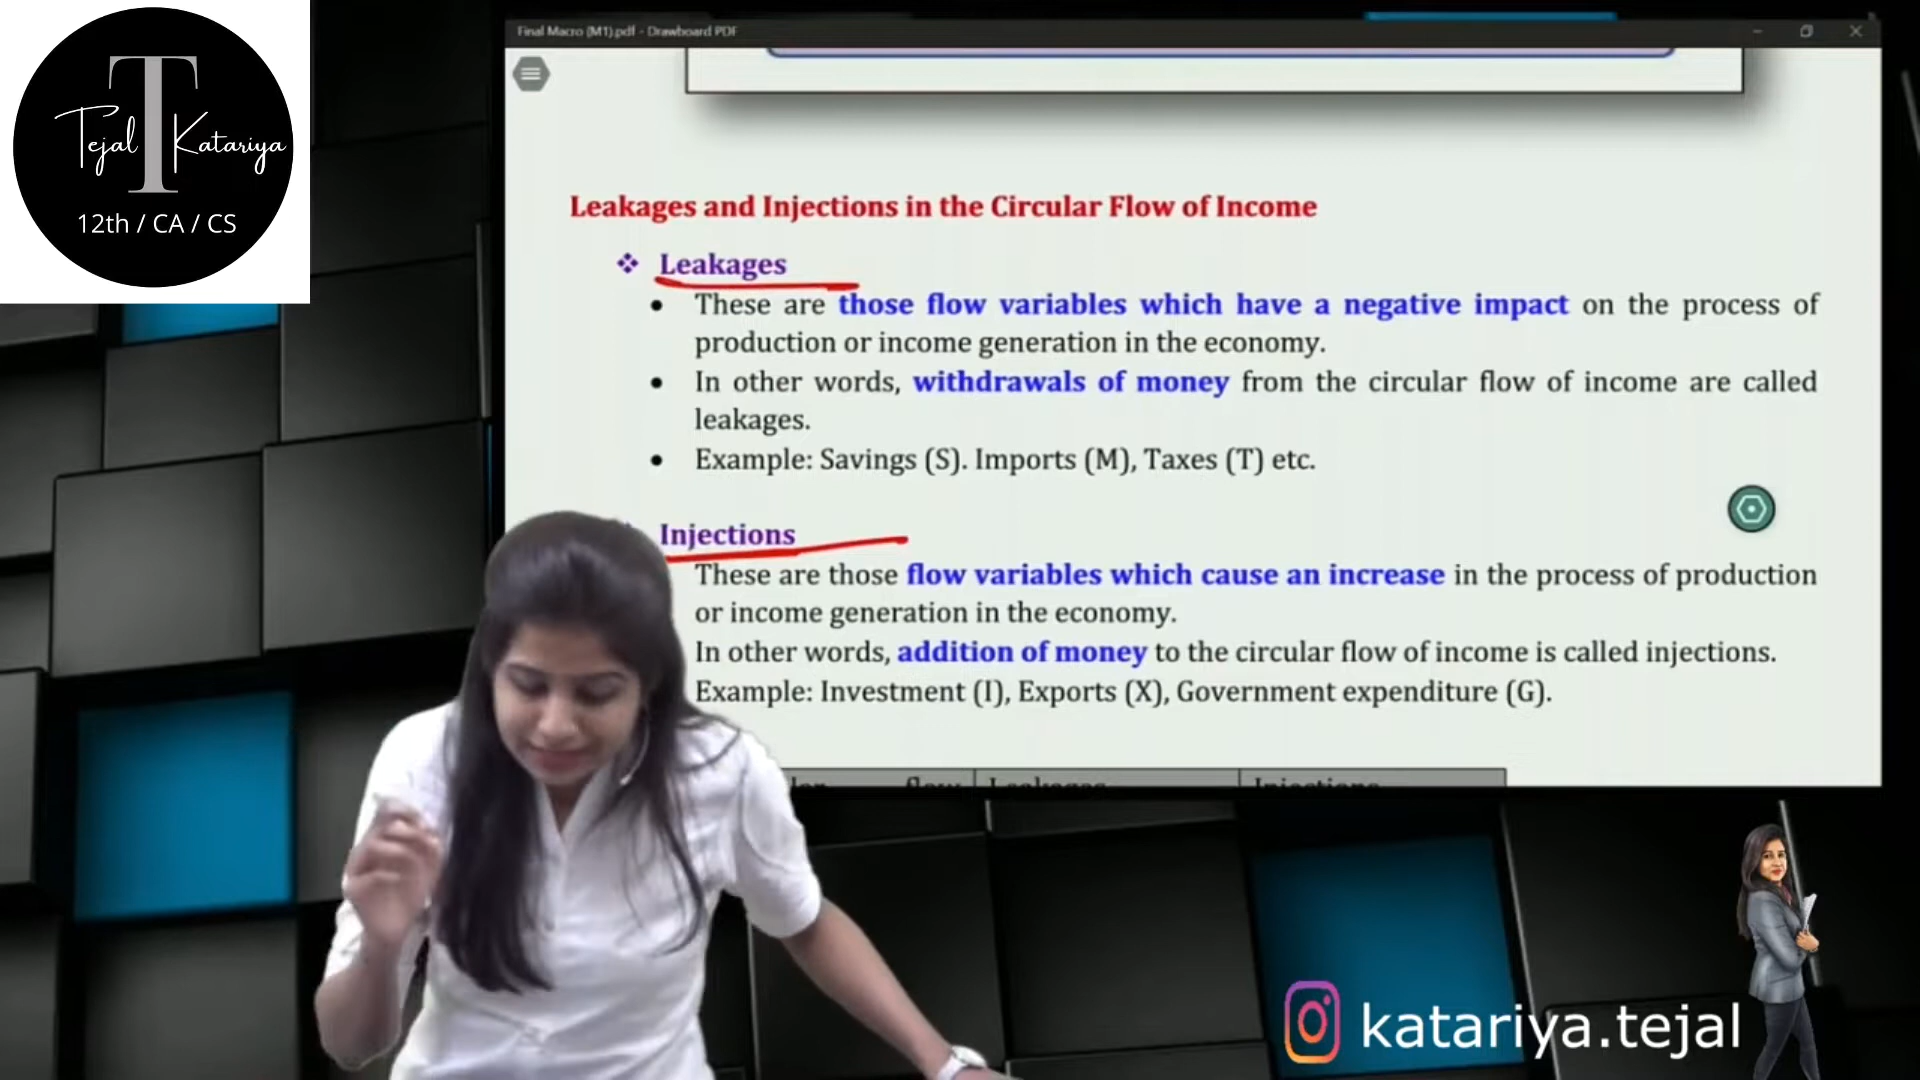 Final Macro (M1).pdf - Drawboard PDF
T
Tejal Katariya
12th / CA / CS
Leakages and Injections in the Circular Flow of Income
Leakages
These are those flow variables which have a negative impact on the process of
production or income generation in the economy.
In other words, withdrawals of money from the circular flow of income are called
leakages.
Example: Savings (S). Imports (M), Taxes (T) etc.
Injections
These are those flow variables which cause an increase in the process of production
or income generation in the economy.
In other words, addition of money to the circular flow of income is called injections.
Example: Investment (I), Exports (X), Government expenditure (G).
flow Leakages Injections
katariya.tejal